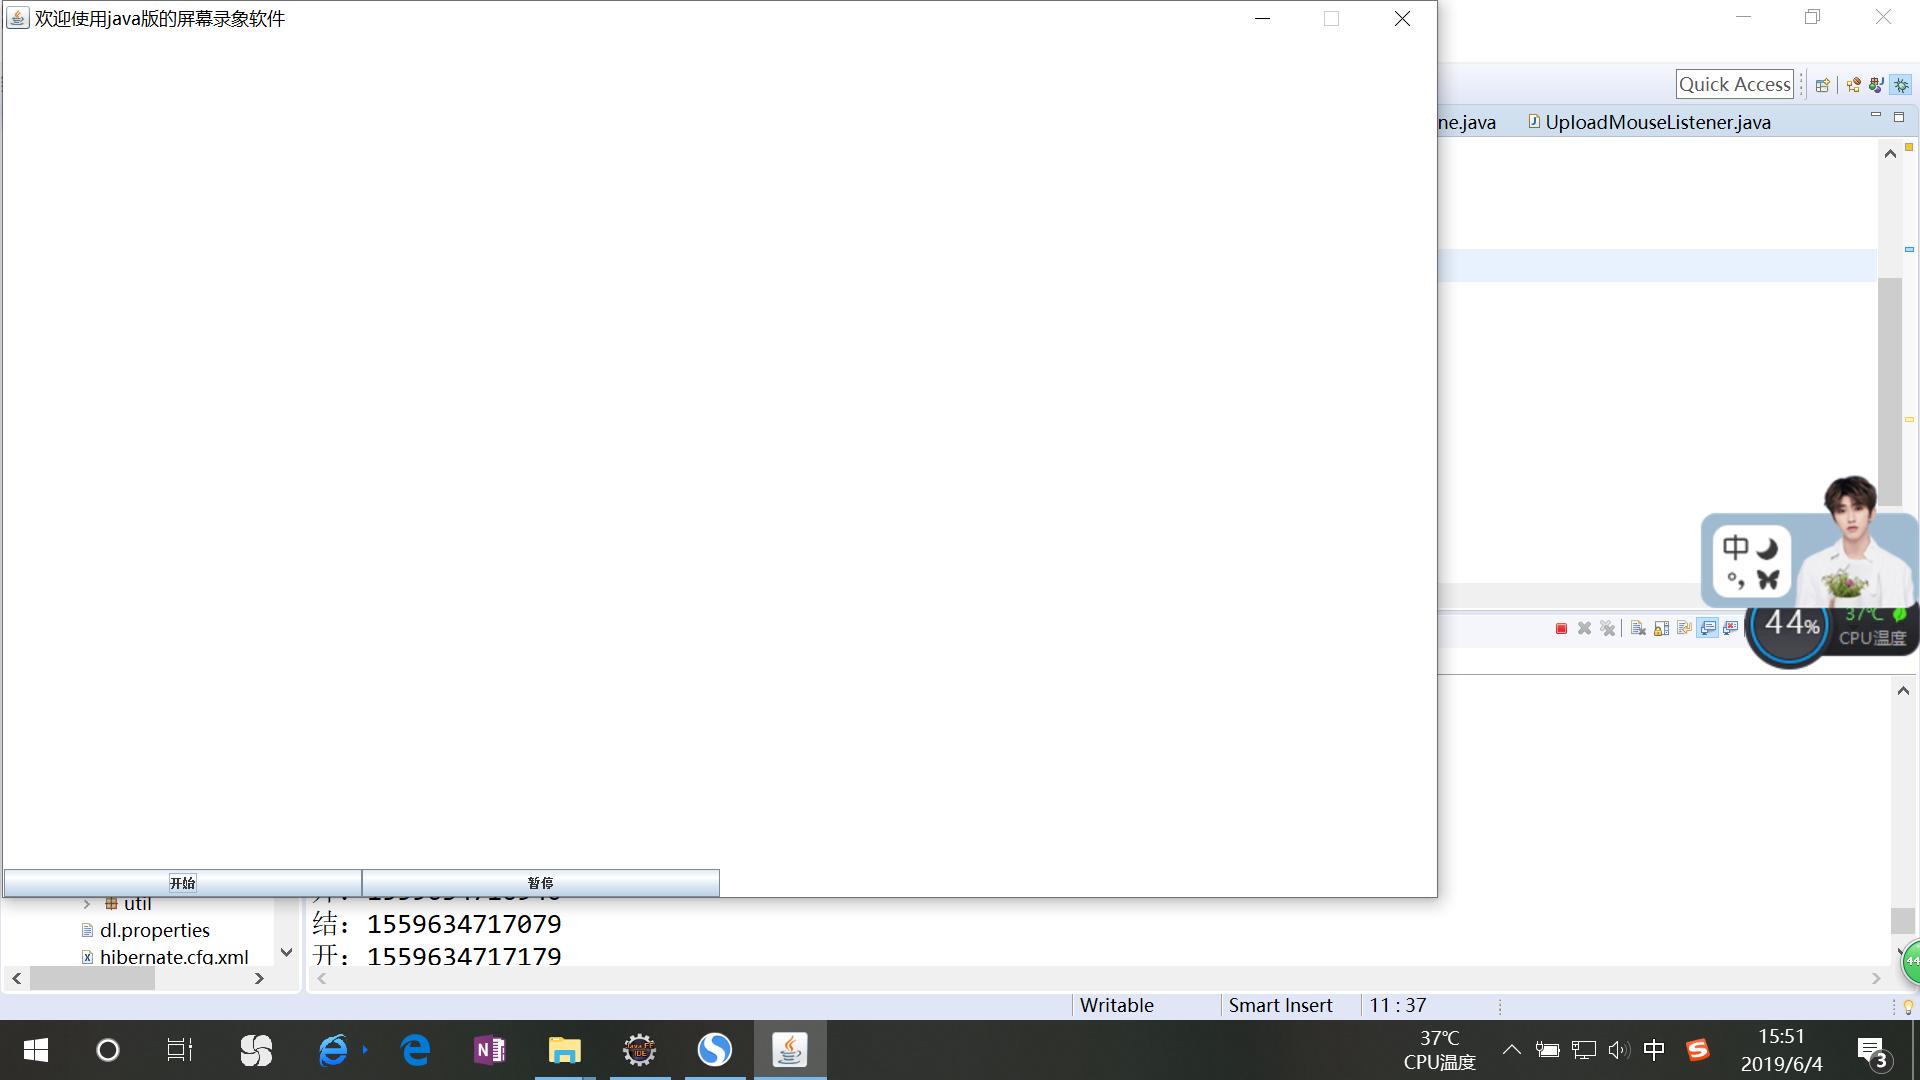 欢迎使用java版的屏幕录象软件
Quick Access
ne.java
UploadMouseListener.java
中
44%
37℃
CPU温度
开始
暂停
util
dl.properties
hibernate.cfg.xml
结：1559634717079
开：1559634717179
44
Writable
Smart Insert
11 : 37
37℃
CPU温度
中
15:51
2019/6/4
3